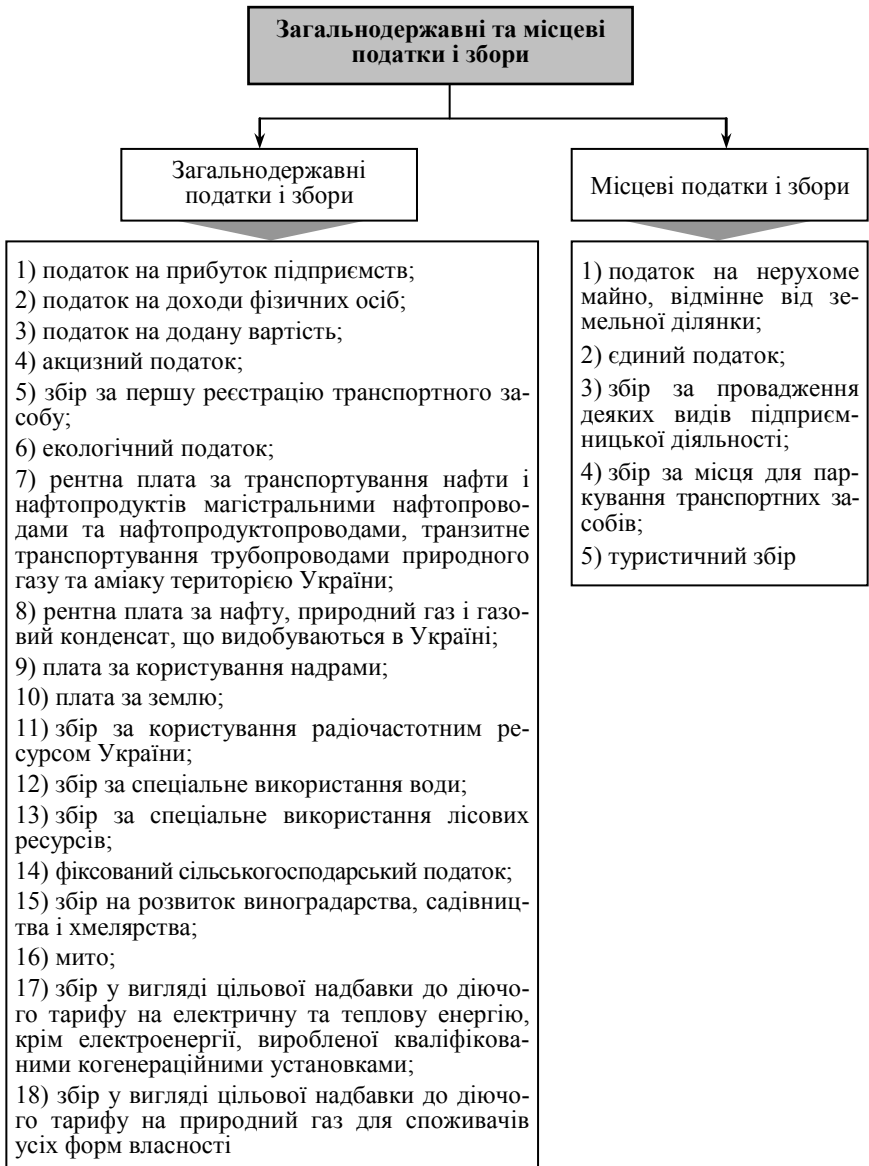 Загальнодержавні та місцеві
податки і збори
Загальнодержавні
податки і збори
1) податок на прибуток підприємств;
2) податок на доходи фізичних осіб;
3) податок на додану вартість;
4) акцизний податок;
5) збір за першу реєстрацію транспортного за-
собу;
6) екологічний податок;
7) рентна плата за транспортування нафти і
нафтопродуктів магістральними нафтопрово-
дами та нафтопродуктопроводами, транзитне
транспортування трубопроводами природного
газу та аміаку територією України;
8) рентна плата за нафту, природний газ і газо-
вий конденсат, що видобуваються в Україні;
9) плата за користування надрами;
10) плата за землю;
11) збір за користування радіочастотним ре-
сурсом України;
12) збір за спеціальне використання води;
13) збір за спеціальне використання лісових
ресурсів;
14) фіксований сільськогосподарський податок;
15) збір на розвиток виноградарства, садівниц-
тва і хмелярства;
16) мито;
17) збір у вигляді цільової надбавки до діючо-
го тарифу на електричну та теплову енергію,
крім електроенергії, виробленої кваліфікова-
ними когенераційними установками;
18) збір у вигляді цільової надбавки до діючо-
го тарифу на природний газ для споживачів
усіх форм власності
Місцеві податки і збори
1) податок на нерухоме
майно, відмінне від зе-
мельної ділянки;
2) єдиний податок;
3) збір за провадження
деяких видів підприєм-
ницької діяльності;
4) збір за місця для пар-
кування транспортних за-
собів;
5) туристичний збір